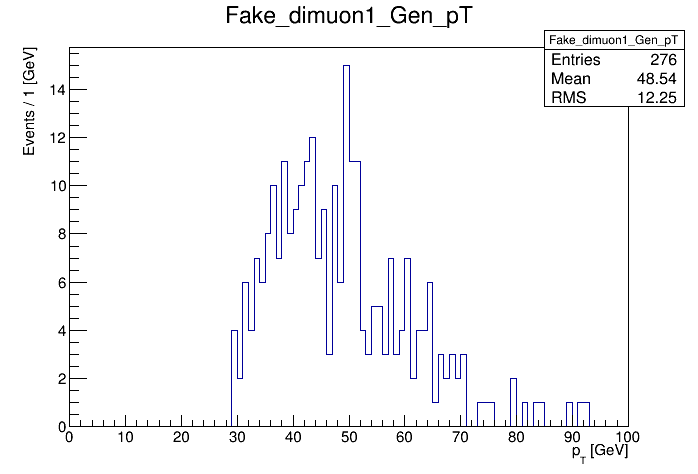 Fake_dimuon1_Gen_pT
Fake_dimuon1_Gen_pT
Entries 276
Mean 48.54
RMS 12.25
Events / 1 [GeV]
14
12
10
8
6
4
2
0
0 10 20 30 40 50 60 70 80 90 100
p_T [GeV]